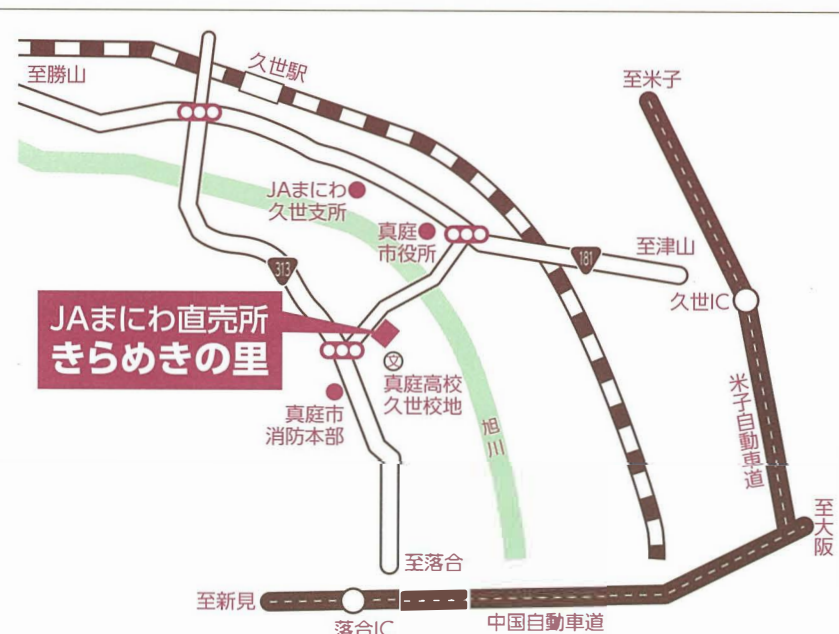 至勝山
久世駅
至米子
JAまにわ
久世支所
真庭
市役所
181
至津山
313
久世IC
JAまにわ直売所
きらめきの里
文
真庭高校
久世校地
真庭市
消防本部
旭川
米子自動車道
至大阪
至落合
至新見
落合IC
中国自動車道